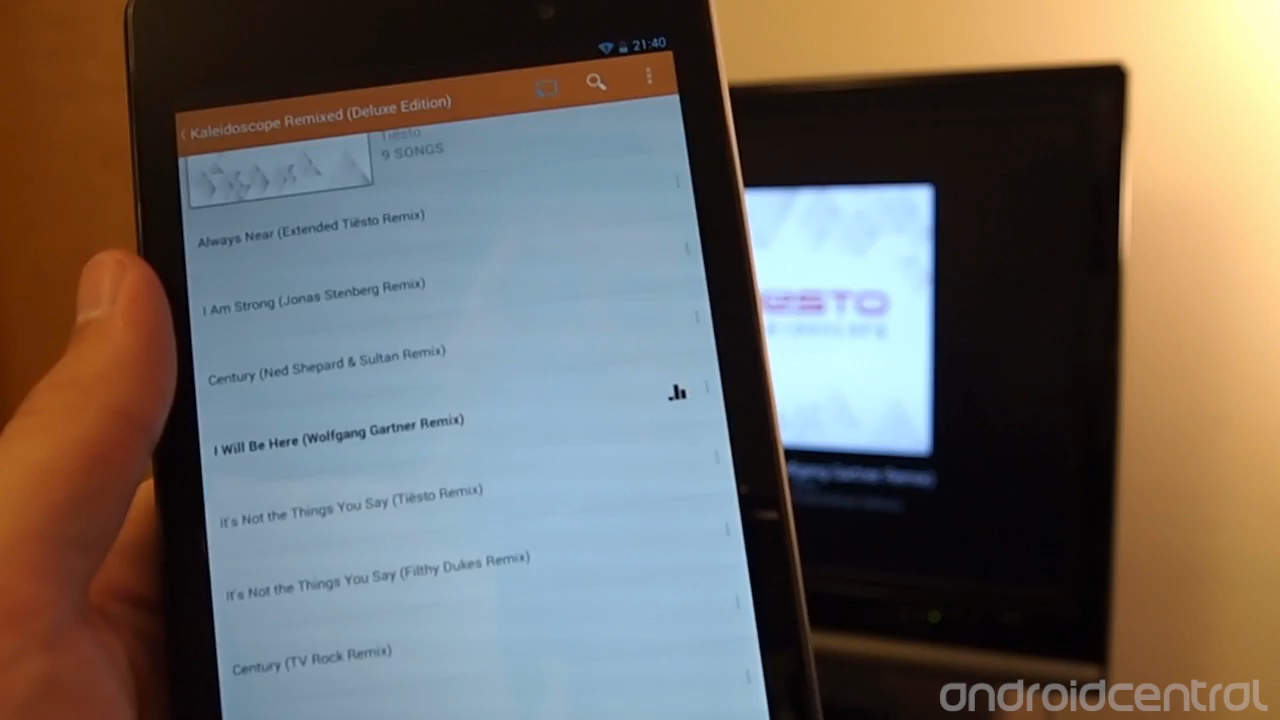 21:40
Kaleidoscope Remixed (Deluxe Edition)
Tiësto
9 SONGS
Always Near (Extended Tiësto Remix)
I Am Strong (Jonas Stenberg Remix)
Century (Ned Shepard & Sultan Remix)
I Will Be Here (Wolfgang Gartner Remix)
It's Not the Things You Say (Tiësto Remix)
It's Not the Things You Say (Filthy Dukes Remix)
Century (TV Rock Remix)
ESTO
androidcentral